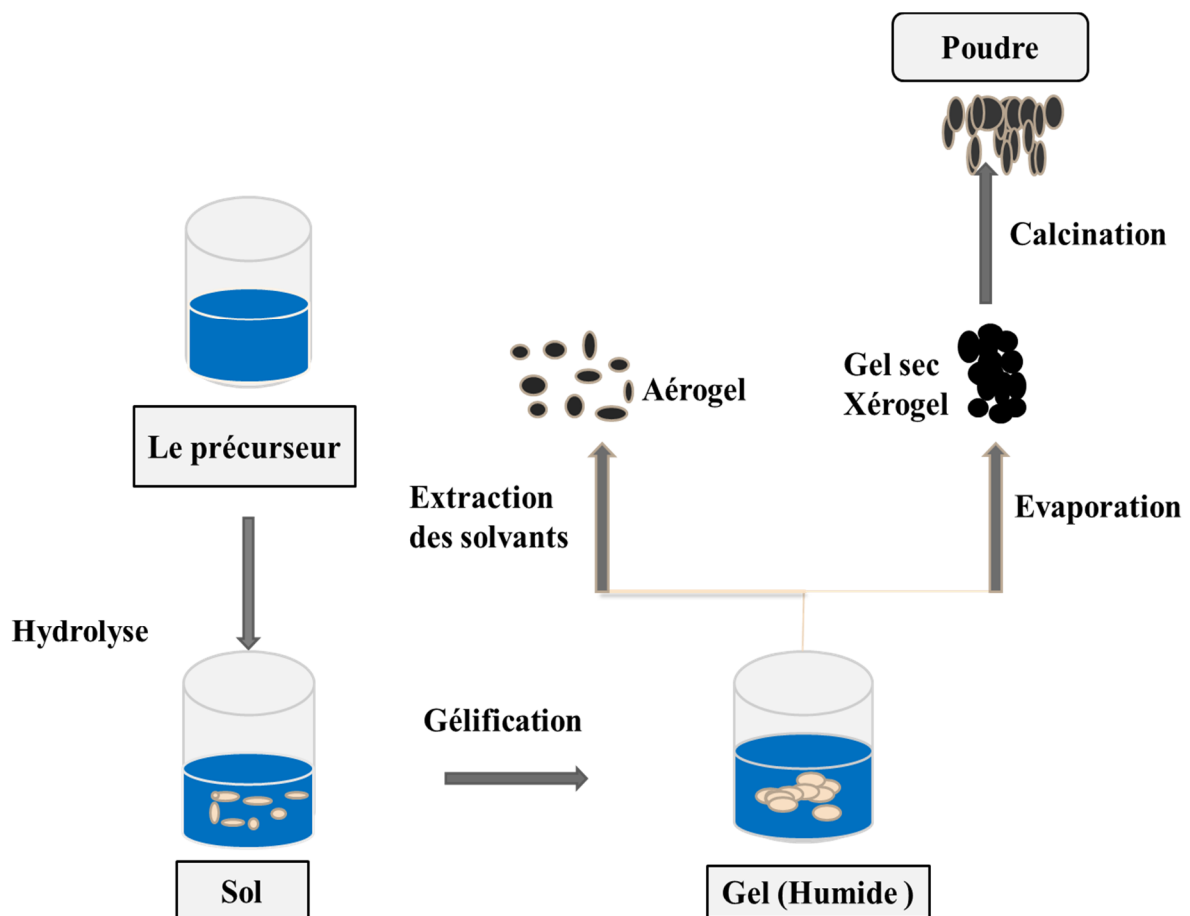 Poudre
Calcination
Gel sec
Xérogel
Aérogel
Le précurseur
Extraction
des solvants
Evaporation
Hydrolyse
Gélification
Sol
Gel (Humide )